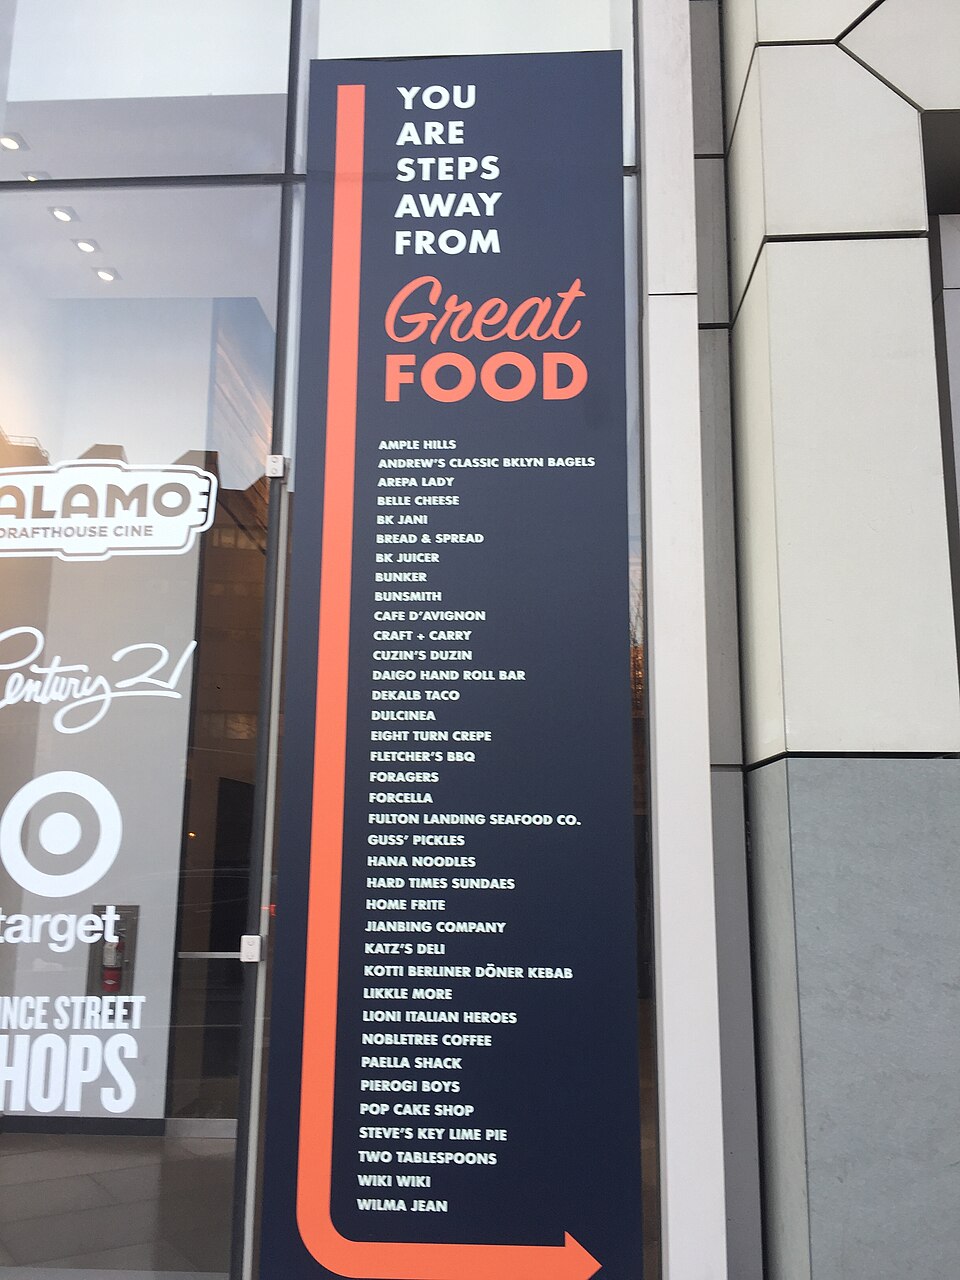 YOU
ARE
STEPS
AWAY
FROM
Great
FOOD
AMPLE HILLS
ANDREW'S CLASSIC BKLYN BAGELS
AREPA LADY
BELLE CHEESE
BK JANI
BREAD & SPREAD
BK JUICER
BUNKER
BUNSMITH
CAFE D'AVIGNON
CRAFT + CARRY
CUZIN'S DUZIN
DAIGO HAND ROLL BAR
DEKALB TACO
DULCINEA
EIGHT TURN CREPE
FLETCHER'S BBQ
FORAGERS
FORCELLA
FULTON LANDING SEAFOOD CO.
GUSS' PICKLES
HANA NOODLES
HARD TIMES SUNDAES
HOME FRITE
JIANBING COMPANY
KATZ'S DELI
KOTTI BERLINER DÖNER KEBAB
LIKKLE MORE
LIONI ITALIAN HEROES
NOBLETREE COFFEE
PAELLA SHACK
PIEROGI BOYS
POP CAKE SHOP
STEVE'S KEY LIME PIE
TWO TABLESPOONS
WIKI WIKI
WILMA JEAN
ALAMO
DRAFTHOUSE CINE
Century 21
target
INCE STREET
HOPS